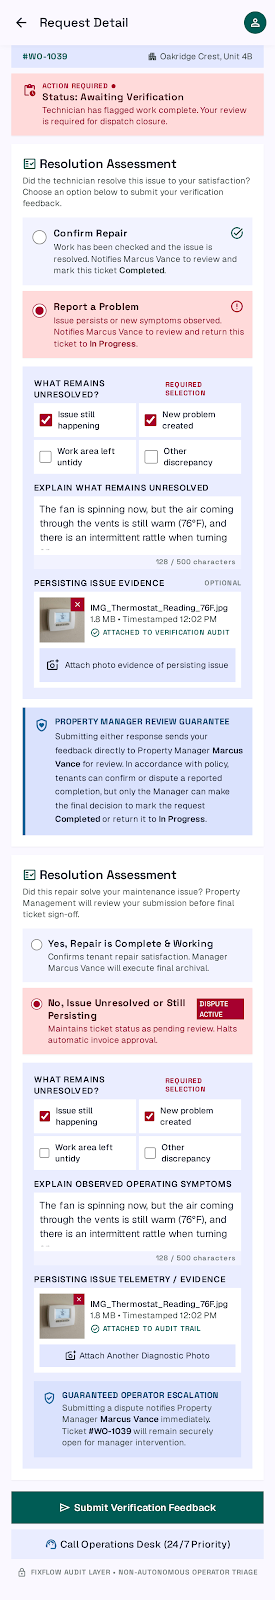 Request Detail
#WO-1039
Oakridge Crest, Unit 4B
ACTION REQUIRED
Status: Awaiting Verification
Technician has flagged work complete. Your review
is required for dispatch closure.
Resolution Assessment
Did the technician resolve this issue to your satisfaction?
Choose an option below to submit your verification
feedback.
Confirm Repair
Work has been checked and the issue is
resolved. Notifies Marcus Vance to review and
mark this ticket Completed.
Report a Problem
Issue persists or new symptoms observed.
Notifies Marcus Vance to review and return this
ticket to In Progress.
WHAT REMAINS
UNRESOLVED?
REQUIRED
SELECTION
Issue still
happening
New problem
created
Work area left
untidy
Other
discrepancy
EXPLAIN WHAT REMAINS UNRESOLVED
The fan is spinning now, but the air coming
through the vents is still warm (76°F), and
there is an intermittent rattle when turning
128 / 500 characters
PERSISTING ISSUE EVIDENCE
OPTIONAL
IMG_Thermostat_Reading_76F.jpg
1.8 MB • Timestamped 12:02 PM
ATTACHED TO VERIFICATION AUDIT
Attach photo evidence of persisting issue
PROPERTY MANAGER REVIEW GUARANTEE
Submitting either response sends your
feedback directly to Property Manager Marcus
Vance for review. In accordance with policy,
tenants can confirm or dispute a reported
completion, but only the Manager can make
the final decision to mark the request
Completed or return it to In Progress.
Resolution Assessment
Did this repair solve your maintenance issue? Property
Management will review your submission before final
ticket sign-off.
Yes, Repair is Complete & Working
Confirms tenant repair satisfaction. Manager
Marcus Vance will execute final archival.
No, Issue Unresolved or Still
Persisting
DISPUTE
ACTIVE
Maintains ticket status as pending review. Halts
automatic invoice approval.
WHAT REMAINS
UNRESOLVED?
REQUIRED
SELECTION
Issue still
happening
New problem
created
Work area left
untidy
Other
discrepancy
EXPLAIN OBSERVED OPERATING SYMPTOMS
The fan is spinning now, but the air coming
through the vents is still warm (76°F), and
there is an intermittent rattle when turning
128 / 500 characters
PERSISTING ISSUE TELEMETRY / EVIDENCE
IMG_Thermostat_Reading_76F.jpg
1.8 MB • Timestamped 12:02 PM
ATTACHED TO AUDIT TRAIL
Attach Another Diagnostic Photo
GUARANTEED OPERATOR ESCALATION
Submitting a dispute notifies Property
Manager Marcus Vance immediately.
Ticket #WO-1039 will remain securely
open for manager intervention.
Submit Verification Feedback
Call Operations Desk (24/7 Priority)
FIXFLOW AUDIT LAYER • NON-AUTONOMOUS OPERATOR TRIAGE